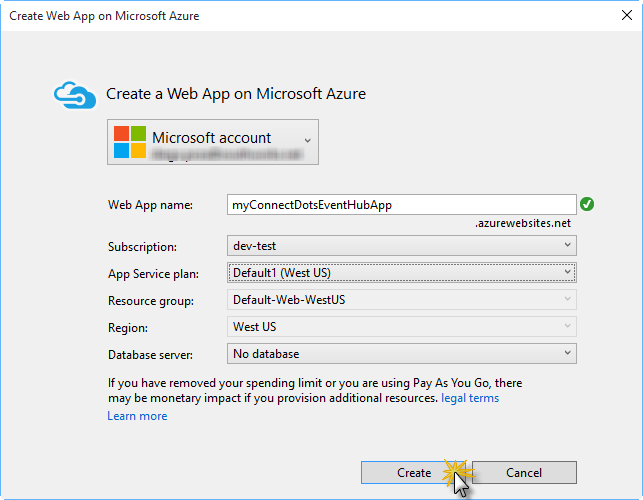 Create Web App on Microsoft Azure
Create a Web App on Microsoft Azure
Microsoft account
Web App name: myConnectDotsEventHubApp
.azurewebsites.net
Subscription: dev-test
App Service plan: Default1 (West US)
Resource group: Default-Web-WestUS
Region: West US
Database server: No database
If you have removed your spending limit or you are using Pay As You Go, there
may be monetary impact if you provision additional resources. legal terms
Learn more
Create Cancel